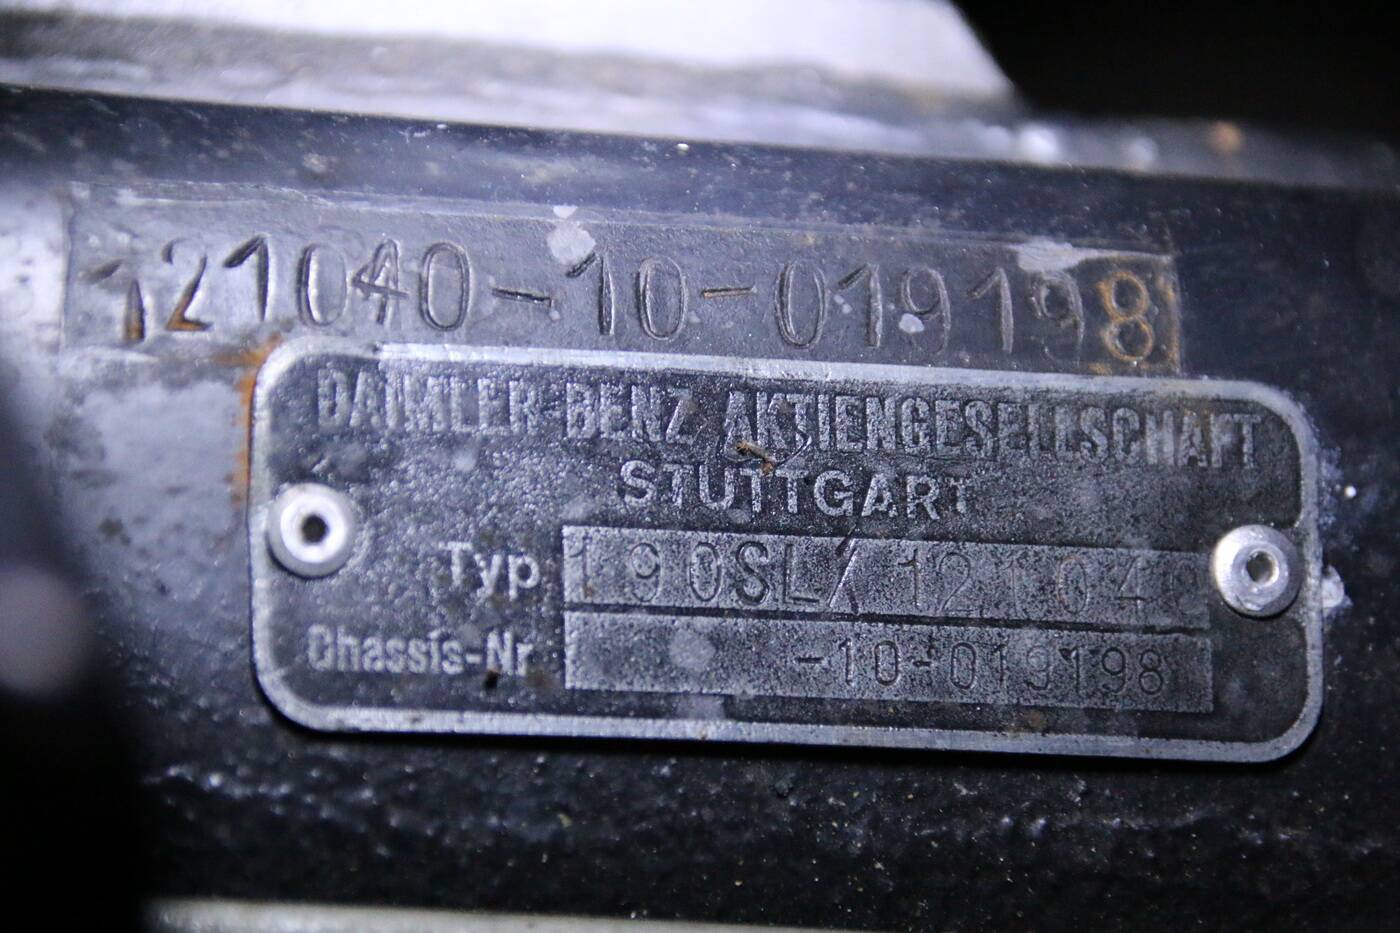 121040-10-019198
DAIMLER-BENZ AKTIENGESELLSCHAFT
STUTTGART
Typ 190SL/121040
Chassis-Nr -10-019198